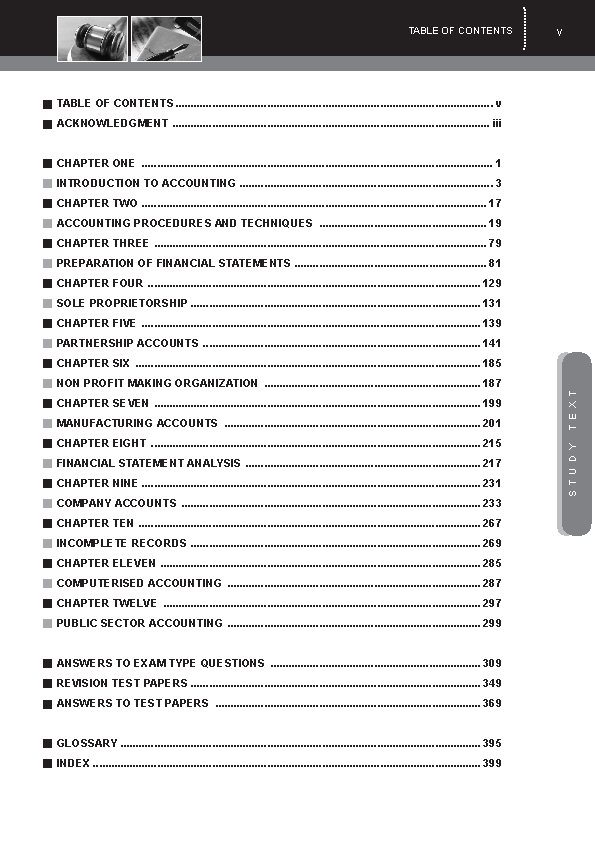 TABLE OF CONTENTS v
TABLE OF CONTENTS .................... v
ACKNOWLEDGMENT .................... iii
CHAPTER ONE .................... 1
INTRODUCTION TO ACCOUNTING .................... 3
CHAPTER TWO .................... 17
ACCOUNTING PROCEDURES AND TECHNIQUES .................... 19
CHAPTER THREE .................... 79
PREPARATION OF FINANCIAL STATEMENTS .................... 81
CHAPTER FOUR .................... 129
SOLE PROPRIETORSHIP .................... 131
CHAPTER FIVE .................... 139
PARTNERSHIP ACCOUNTS .................... 141
CHAPTER SIX .................... 185
NON PROFIT MAKING ORGANIZATION .................... 187
CHAPTER SEVEN .................... 199
MANUFACTURING ACCOUNTS .................... 201
CHAPTER EIGHT .................... 215
FINANCIAL STATEMENT ANALYSIS .................... 217
CHAPTER NINE .................... 231
COMPANY ACCOUNTS .................... 233
CHAPTER TEN .................... 267
INCOMPLETE RECORDS .................... 269
CHAPTER ELEVEN .................... 285
COMPUTERISED ACCOUNTING .................... 287
CHAPTER TWELVE .................... 297
PUBLIC SECTOR ACCOUNTING .................... 299
ANSWERS TO EXAM TYPE QUESTIONS .................... 309
REVISION TEST PAPERS .................... 349
ANSWERS TO TEST PAPERS .................... 369
GLOSSARY .................... 395
INDEX .................... 399
STUDY TEXT